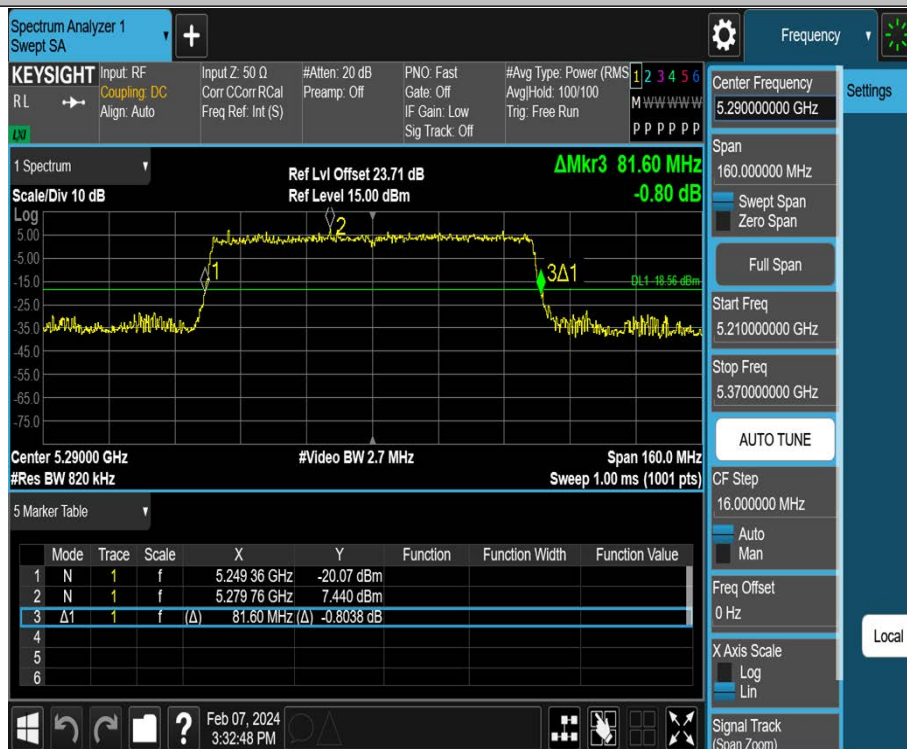 Spectrum Analyzer 1
Swept SA
+
Frequency
KEYSIGHT
RL
LXI
Input: RF
Coupling: DC
Align: Auto
Input Z: 50 Ω
Corr CCorr RCal
Freq Ref: Int (S)
#Atten: 20 dB
Preamp: Off
PNO: Fast
Gate: Off
IF Gain: Low
Sig Track: Off
#Avg Type: Power (RMS
Avg|Hold: 100/100
Trig: Free Run
1 2 3 4 5 6
M W W W W W
P P P P P P
1 Spectrum
Scale/Div 10 dB
Ref Lvl Offset 23.71 dB
Ref Level 15.00 dBm
ΔMkr3 81.60 MHz
-0.80 dB
Log
5.00
-5.00
-15.0
-25.0
-35.0
-45.0
-55.0
-65.0
-75.0
1
2
3Δ1
DL1 -18.56 dBm
Center 5.29000 GHz
#Res BW 820 kHz
#Video BW 2.7 MHz
Span 160.0 MHz
Sweep 1.00 ms (1001 pts)
5 Marker Table
Mode Trace Scale X Y Function Function Width Function Value
1 N 1 f 5.249 36 GHz -20.07 dBm
2 N 1 f 5.279 76 GHz 7.440 dBm
3 Δ1 1 f (Δ) 81.60 MHz (Δ) -0.8038 dB
4
5
6
Feb 07, 2024
3:32:48 PM
?
Center Frequency
5.290000000 GHz
Settings
Span
160.000000 MHz
Swept Span
Zero Span
Full Span
Start Freq
5.210000000 GHz
Stop Freq
5.370000000 GHz
AUTO TUNE
CF Step
16.000000 MHz
Auto
Man
Freq Offset
0 Hz
X Axis Scale
Log
Lin
Local
Signal Track
(Span Zoom)